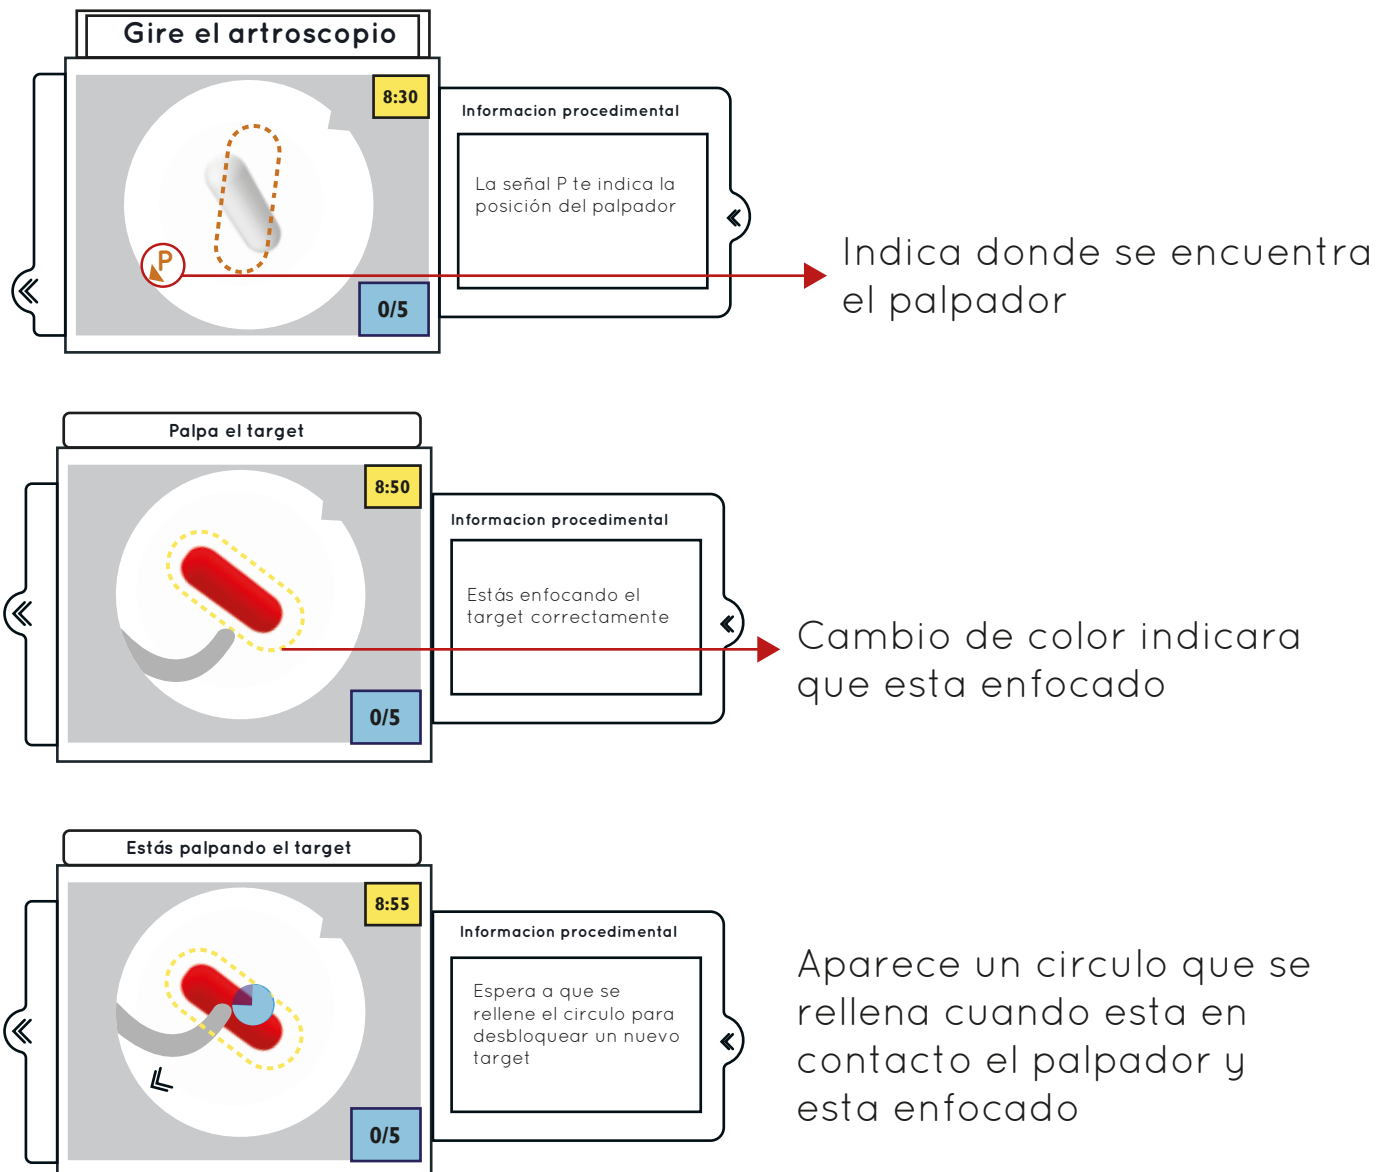 Gire el artroscopio
8:30
Informacion procedimental
La señal P te indica la
posición del palpador
P
0/5
Indica donde se encuentra
el palpador
Palpa el target
8:50
Informacion procedimental
Estás enfocando el
target correctamente
0/5
Cambio de color indicara
que esta enfocado
Estás palpando el target
8:55
Informacion procedimental
Espera a que se
rellene el circulo para
desbloquear un nuevo
target
0/5
Aparece un circulo que se
rellena cuando esta en
contacto el palpador y
esta enfocado